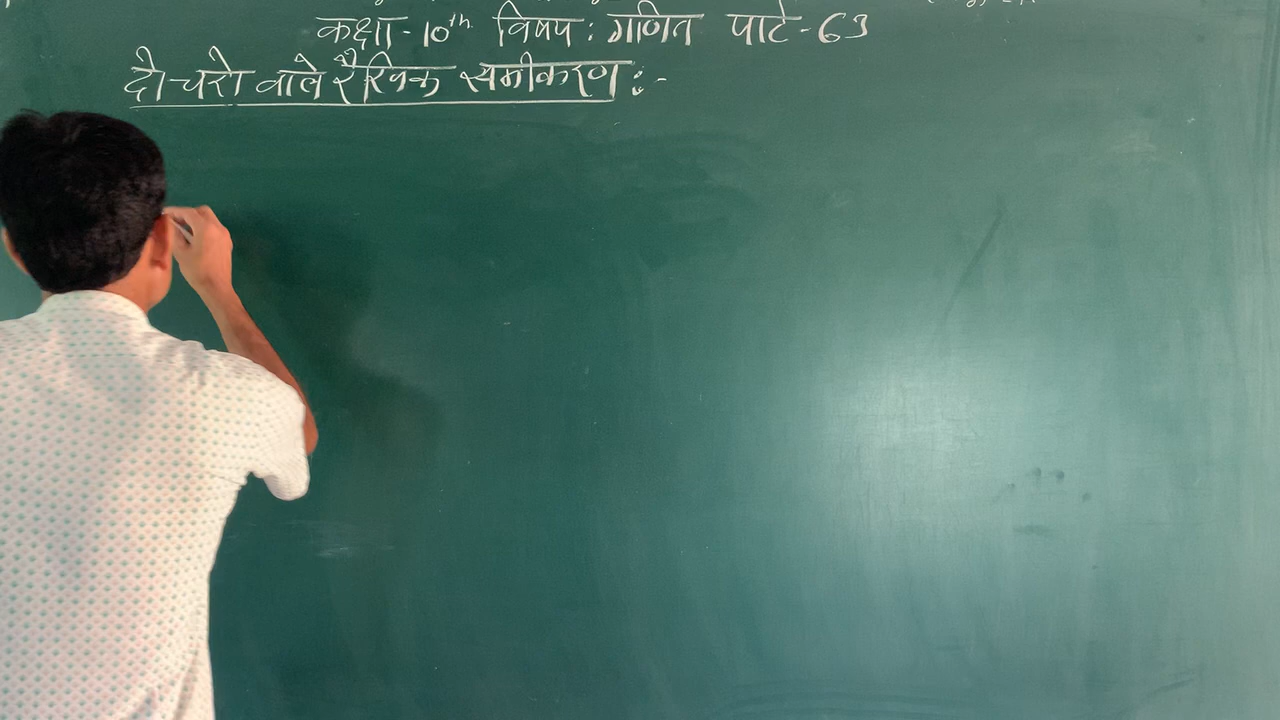 कक्षा - 10th विषय : गणित पार्ट - 63
दो चरो वाले रैखिक समीकरण :-